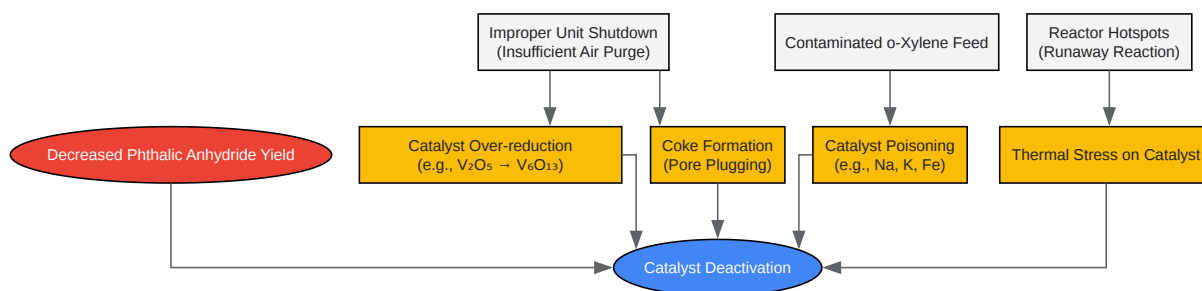 Improper Unit Shutdown
(Insufficient Air Purge)
Contaminated o-Xylene Feed
Reactor Hotspots
(Runaway Reaction)
Decreased Phthalic Anhydride Yield
Catalyst Over-reduction
(e.g., V₂O₅ → V₆O₁₃)
Coke Formation
(Pore Plugging)
Catalyst Poisoning
(e.g., Na, K, Fe)
Thermal Stress on Catalyst
Catalyst Deactivation